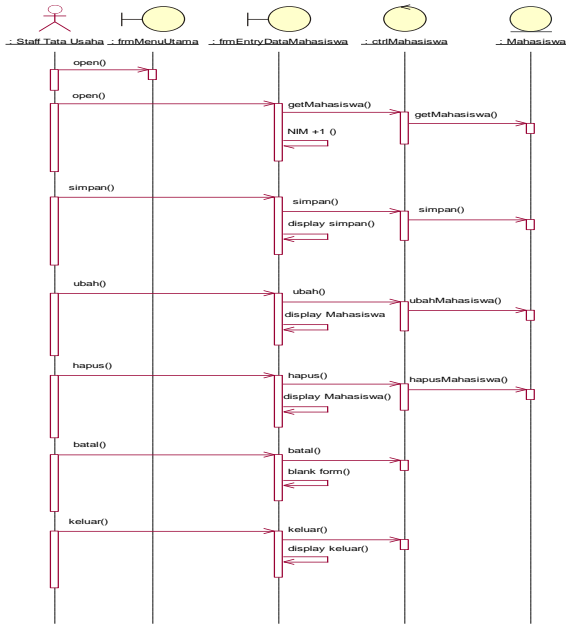 : Staff Tata Usaha : frmMenuUtama : frmEntryDataMahasiswa : ctrlMahasiswa : Mahasiswa
open()
open()
getMahasiswa()
getMahasiswa()
NIM +1 ()
simpan()
simpan()
simpan()
display simpan()
ubah()
ubah()
ubahMahasiswa()
display Mahasiswa
hapus()
hapus()
hapusMahasiswa()
display Mahasiswa()
batal()
batal()
blank form()
keluar()
keluar()
display keluar()